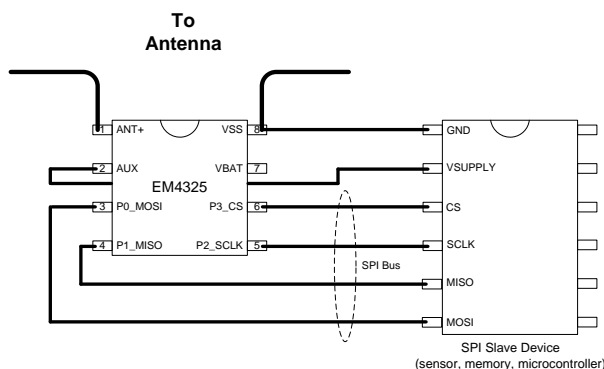 To
Antenna
1 ANT+ VSS 8
2 AUX VBAT 7
EM4325
3 P0_MOSI P3_CS 6
4 P1_MISO P2_SCLK 5
SPI Bus
GND
VSUPPLY
CS
SCLK
MISO
MOSI
SPI Slave Device
(sensor, memory, microcontroller)